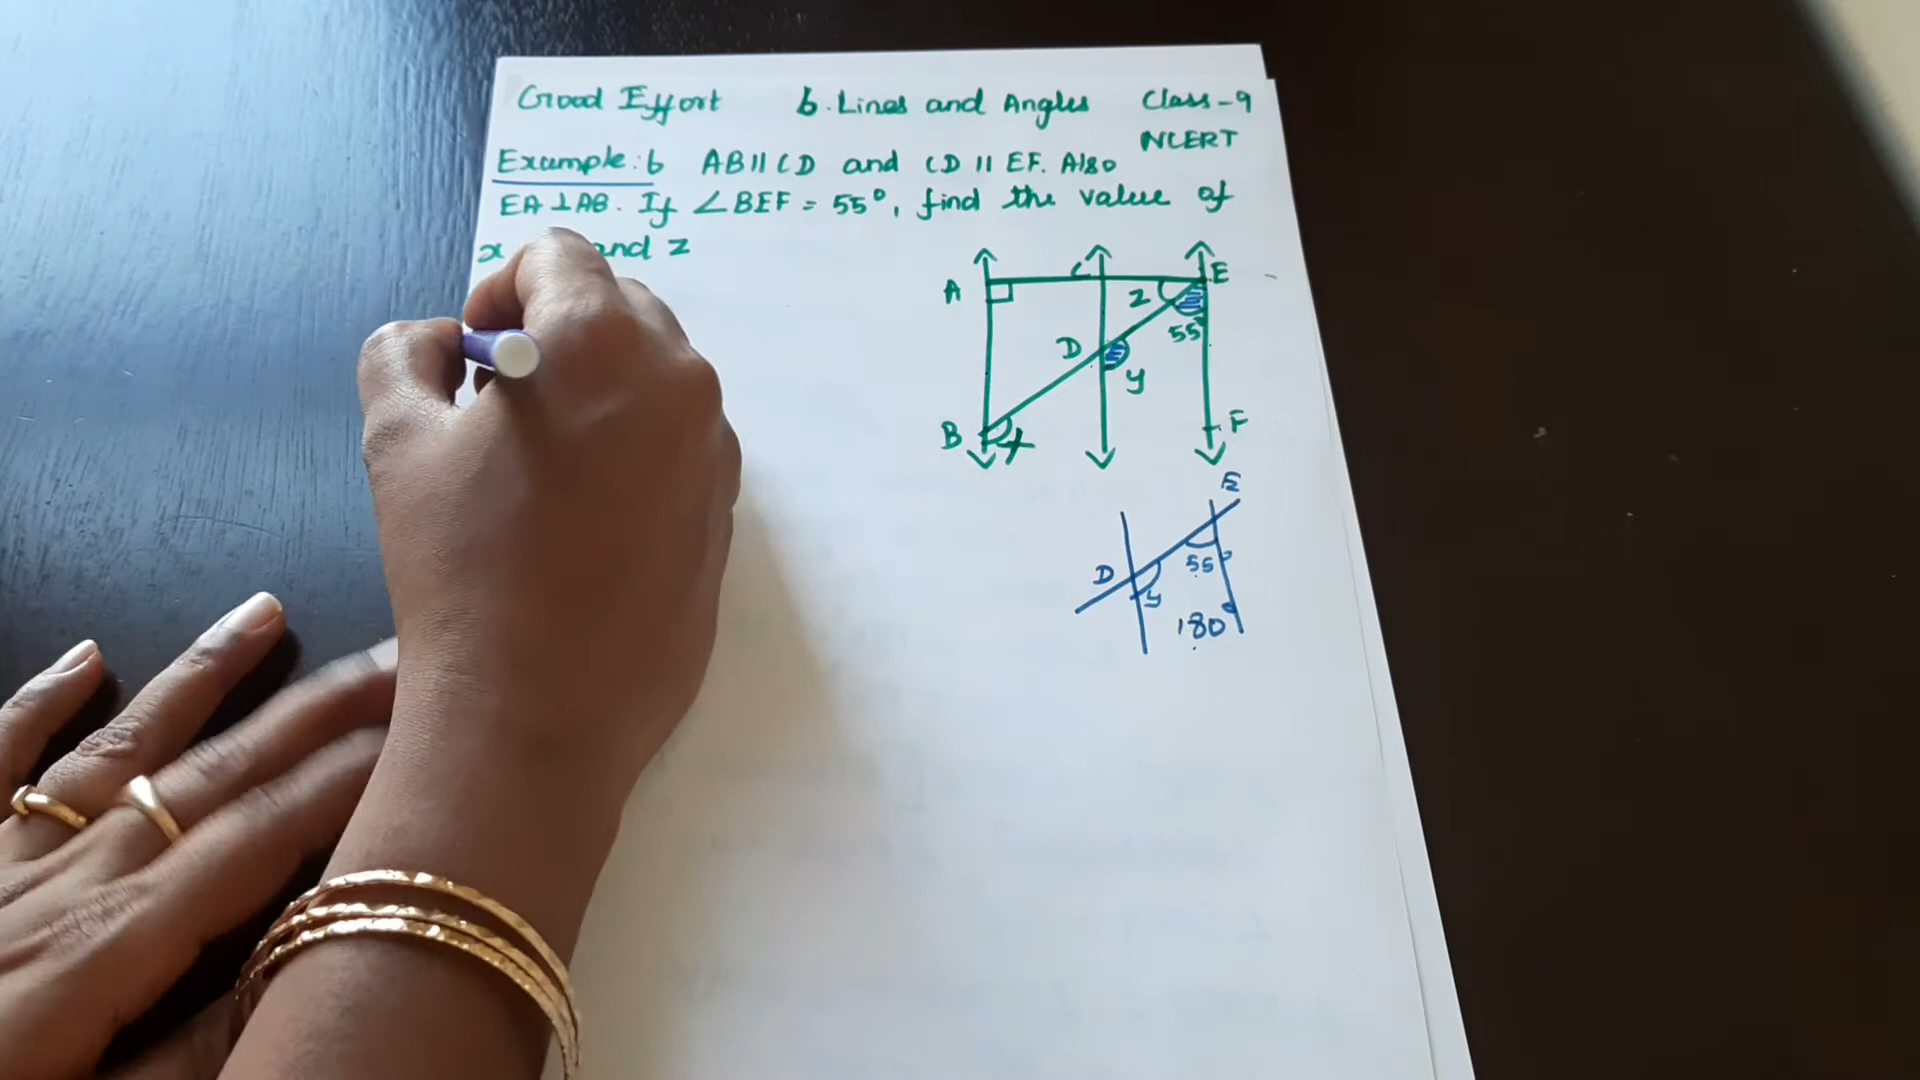 Good Effort 6. Lines and Angles Class-9
NCERT
Example:6 AB || CD and CD || EF. Also
EA ⊥ AB. If ∠BEF = 55°, find the value of
x and z
A C E
z
55°
D
y
B x F
E
D 55°
y
180°